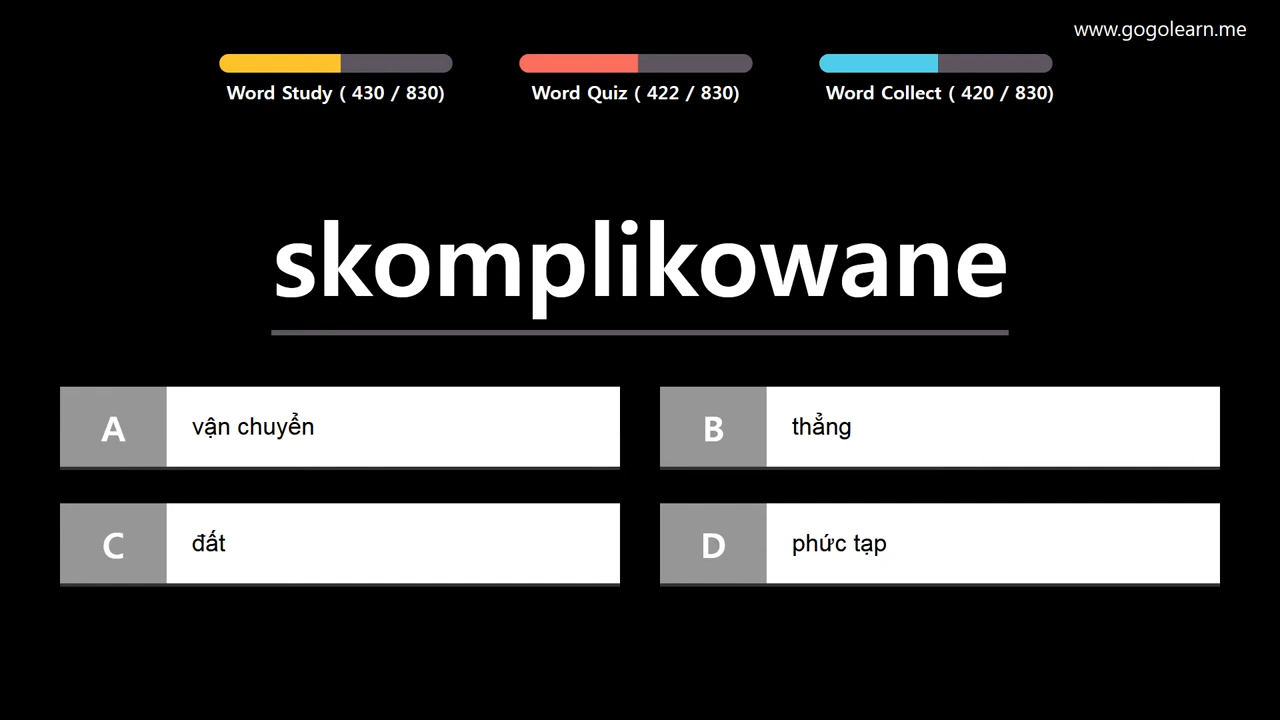 www.gogolearn.me
Word Study ( 430 / 830)
Word Quiz ( 422 / 830)
Word Collect ( 420 / 830)
skomplikowane
A vận chuyển
B thẳng
C đất
D phức tạp